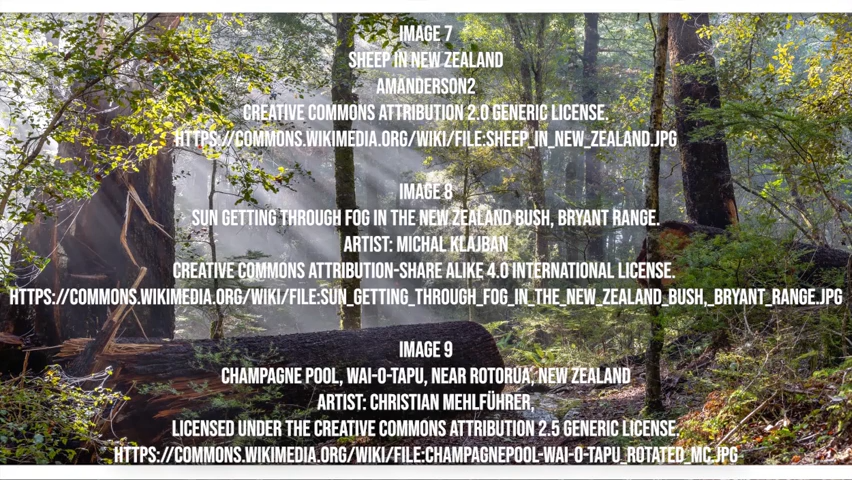 IMAGE 7
SHEEP IN NEW ZEALAND
AMANDERSON2
CREATIVE COMMONS ATTRIBUTION 2.0 GENERIC LICENSE.
HTTPS://COMMONS.WIKIMEDIA.ORG/WIKI/FILE:SHEEP_IN_NEW_ZEALAND.JPG
IMAGE 8
SUN GETTING THROUGH FOG IN THE NEW ZEALAND BUSH, BRYANT RANGE.
ARTIST: MICHAL KLAJBAN
CREATIVE COMMONS ATTRIBUTION-SHARE ALIKE 4.0 INTERNATIONAL LICENSE.
HTTPS://COMMONS.WIKIMEDIA.ORG/WIKI/FILE:SUN_GETTING_THROUGH_FOG_IN_THE_NEW_ZEALAND_BUSH,_BRYANT_RANGE.JPG
IMAGE 9
CHAMPAGNE POOL, WAI-O-TAPU, NEAR ROTORUA, NEW ZEALAND
ARTIST: CHRISTIAN MEHLFÜHRER,
LICENSED UNDER THE CREATIVE COMMONS ATTRIBUTION 2.5 GENERIC LICENSE.
HTTPS://COMMONS.WIKIMEDIA.ORG/WIKI/FILE:CHAMPAGNEPOOL-WAI-O-TAPU_ROTATED_MC.JPG